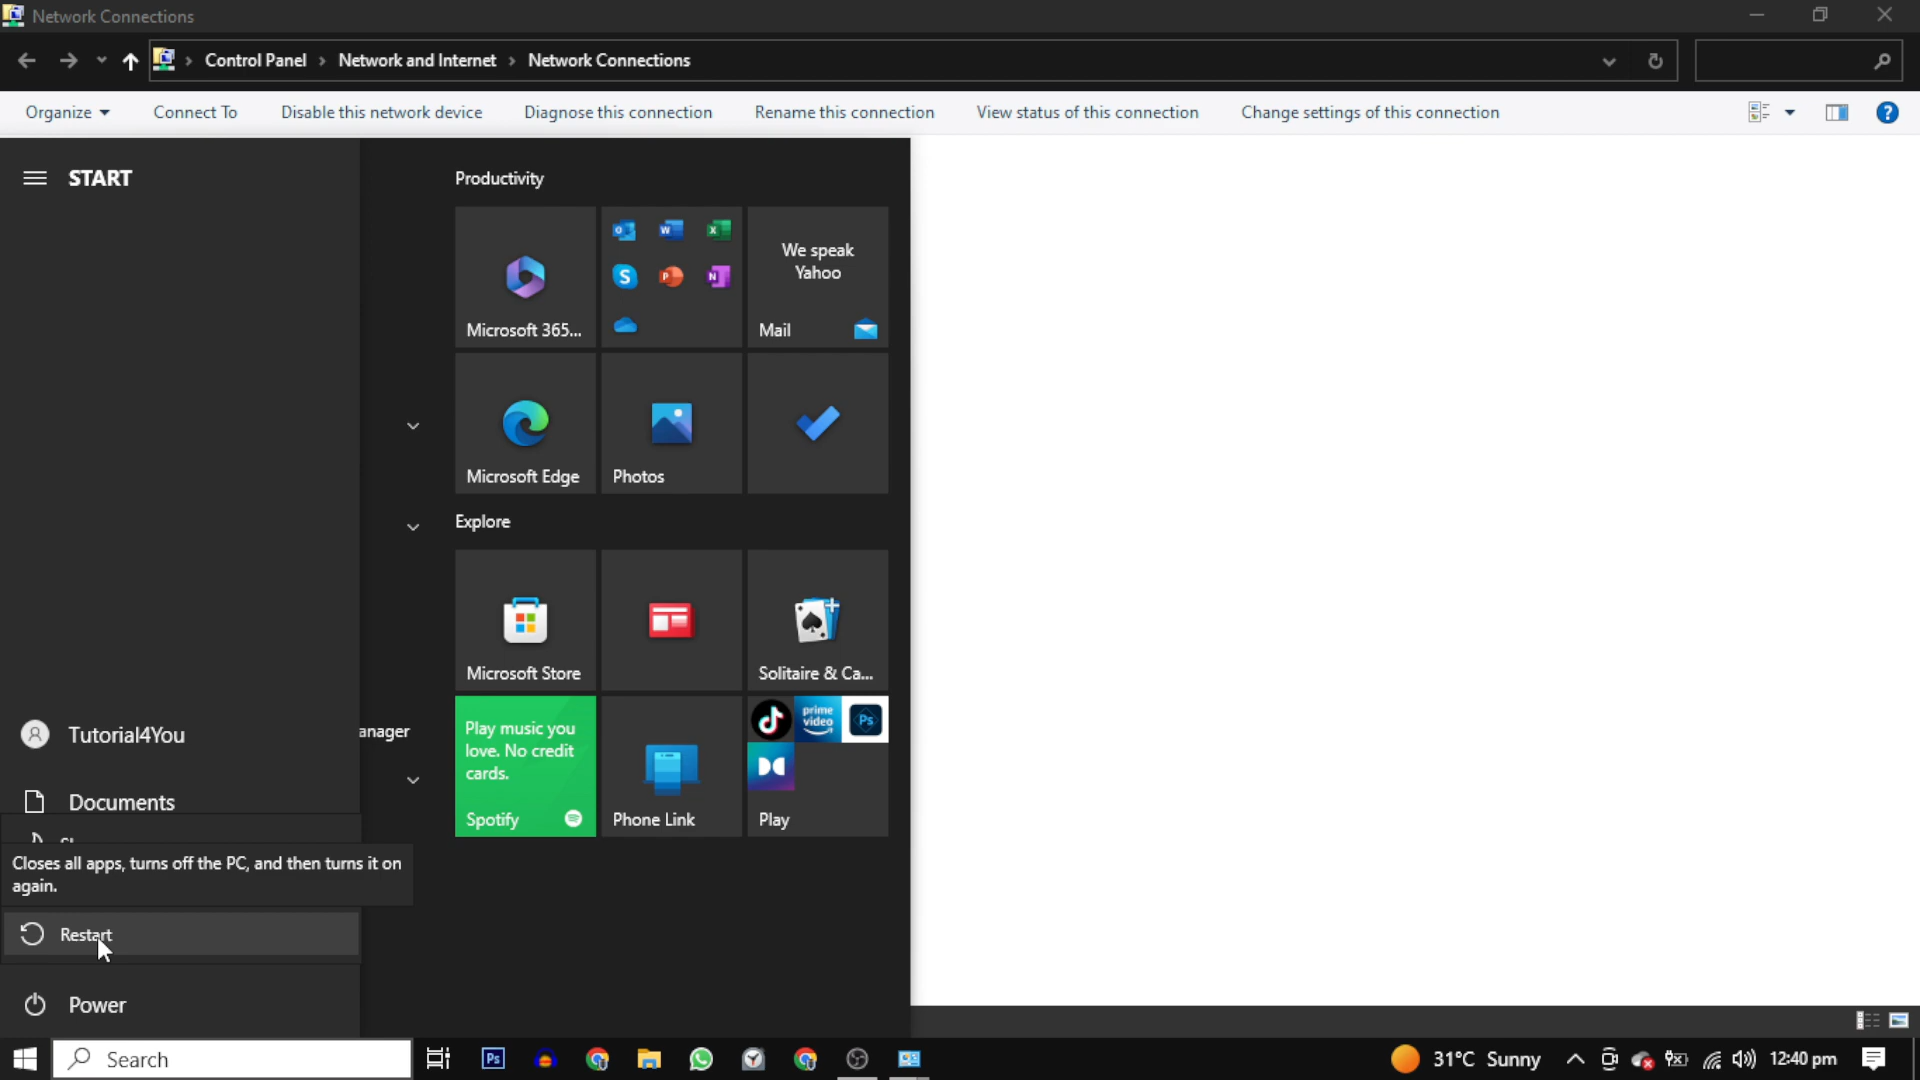 Network Connections
Control Panel
Network and Internet
Network Connections
Organize
Connect To
Disable this network device
Diagnose this connection
Rename this connection
View status of this connection
Change settings of this connection
START
Productivity
Microsoft 365...
We speak
Yahoo
Mail
Microsoft Edge
Photos
Explore
Microsoft Store
Solitaire & Ca...
Tutorial4You
anager
Play music you
love. No credit
cards.
Spotify
Phone Link
prime
video
Ps
Play
Documents
Closes all apps, turns off the PC, and then turns it on
again.
Restart
Power
Search
Ps
31°C Sunny
12:40 pm